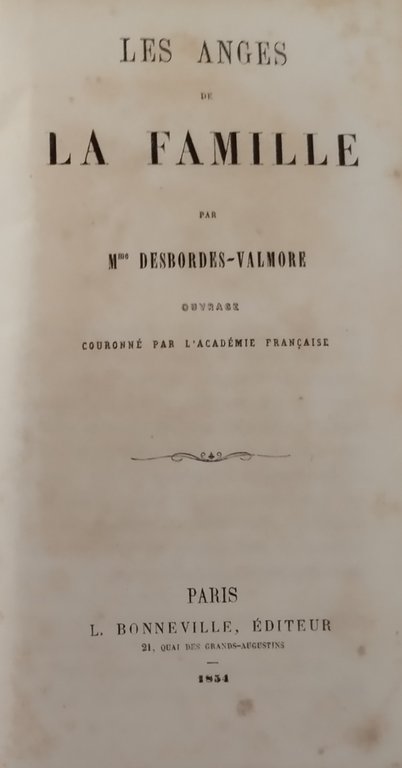 LES ANGES
DE
LA FAMILLE
PAR
Mme DESBORDES-VALMORE
OUVRAGE
COURONNÉ PAR L'ACADÉMIE FRANÇAISE
PARIS
L. BONNEVILLE, ÉDITEUR
21, QUAI DES GRANDS-AUGUSTINS
1854